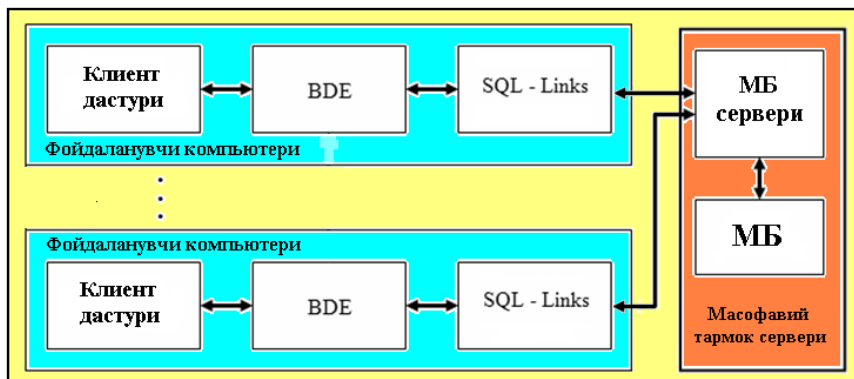 Клиент
дастури
BDE
SQL - Links
Фойдаланувчи компьютери
МБ
сервери
МБ
Масофавий
тармок сервери
Фойдаланувчи компьютери
Клиент
дастури
BDE
SQL - Links